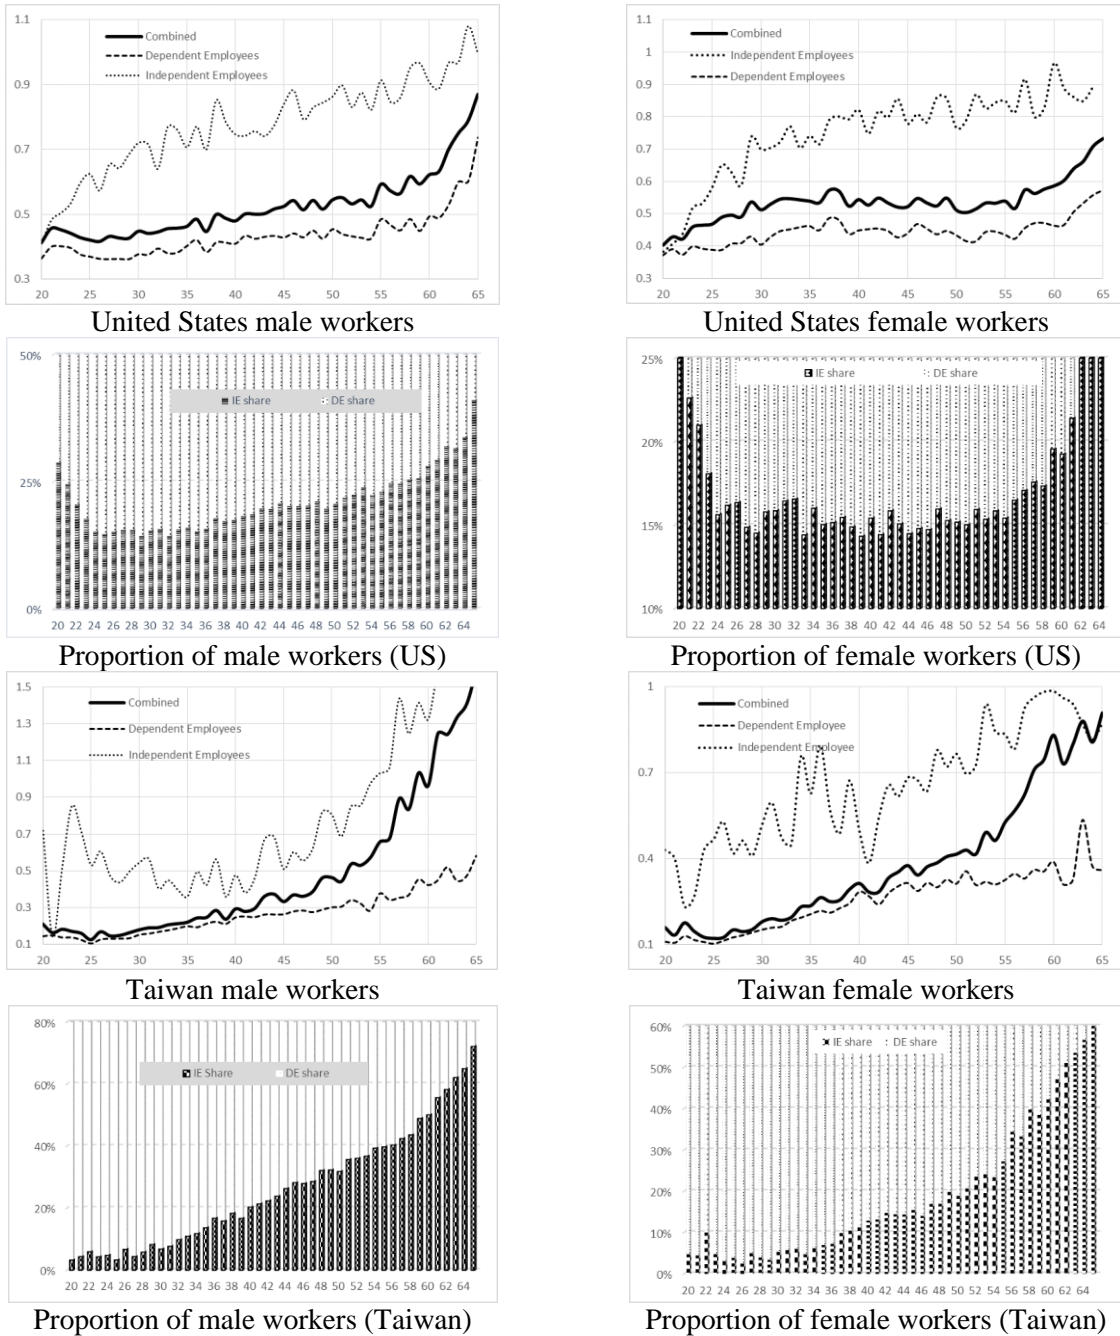 1.1
0.9
0.7
0.5
0.3
Combined
Dependent Employees
Independent Employees
20 25 30 35 40 45 50 55 60 65
United States male workers
1.1
1
0.9
0.8
0.7
0.6
0.5
0.4
0.3
Combined
Independent Employees
Dependent Employees
20 25 30 35 40 45 50 55 60 65
United States female workers
50%
25%
0%
IE share DE share
20 22 24 26 28 30 32 34 36 38 40 42 44 46 48 50 52 54 56 58 60 62 64
Proportion of male workers (US)
25%
20%
15%
10%
IE share DE share
20 22 24 26 28 30 32 34 36 38 40 42 44 46 48 50 52 54 56 58 60 62 64
Proportion of female workers (US)
1.5
1.3
1.1
0.9
0.7
0.5
0.3
0.1
Combined
Dependent Employees
Independent Employees
20 25 30 35 40 45 50 55 60 65
Taiwan male workers
1
0.7
0.4
0.1
Combined
Dependent Employee
Independent Employee
20 25 30 35 40 45 50 55 60 65
Taiwan female workers
80%
60%
40%
20%
0%
IE Share DE share
20 22 24 26 28 30 32 34 36 38 40 42 44 46 48 50 52 54 56 58 60 62 64
Proportion of male workers (Taiwan)
60%
50%
40%
30%
20%
10%
0%
IE share DE share
20 22 24 26 28 30 32 34 36 38 40 42 44 46 48 50 52 54 56 58 60 62 64
Proportion of female workers (Taiwan)